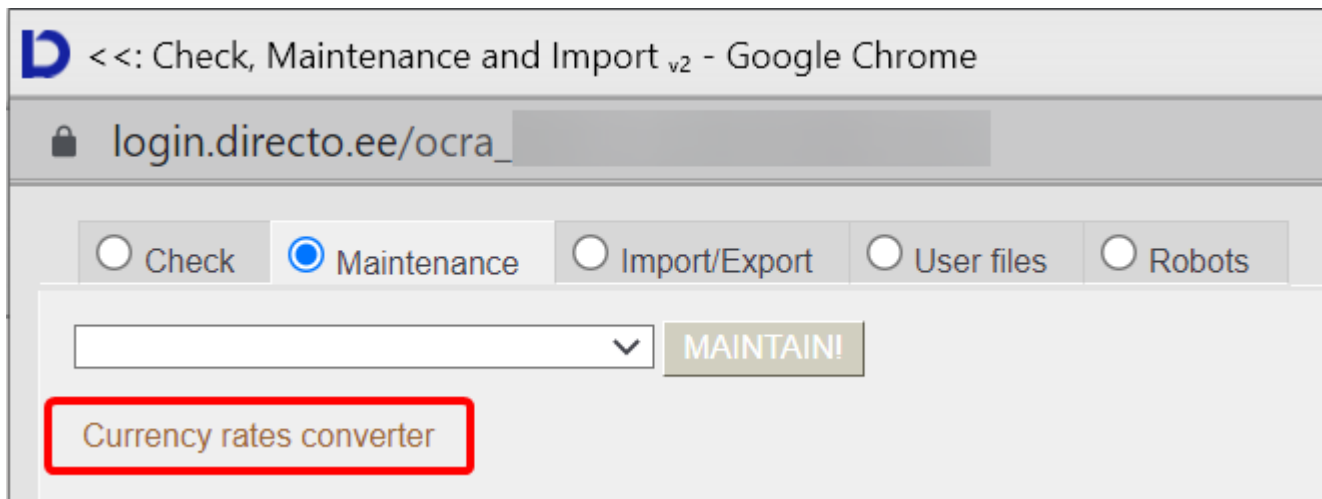 <<: Check, Maintenance and Import v2 - Google Chrome
login.directo.ee/ocra_
Check Maintenance Import/Export User files Robots
MAINTAIN!
Currency rates converter